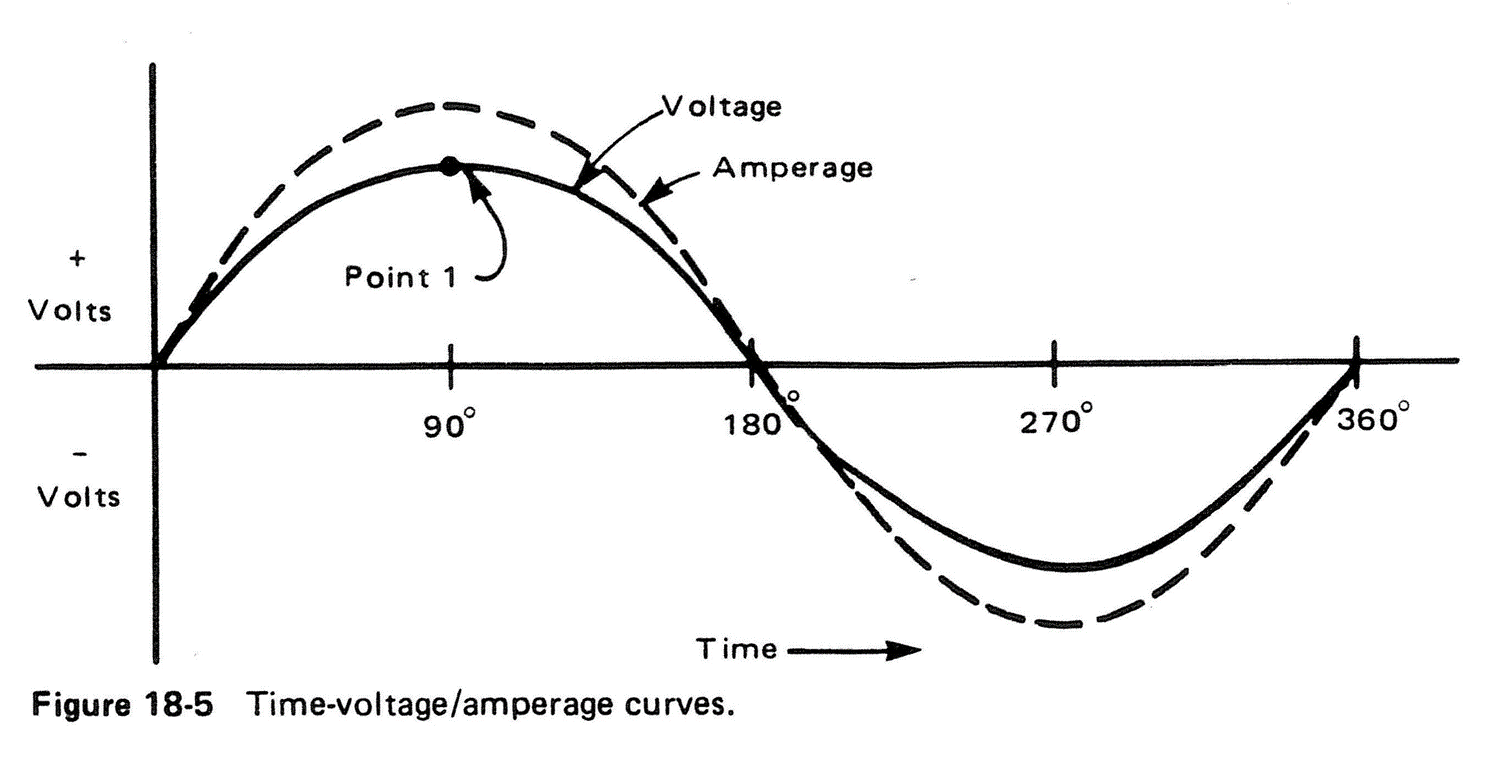 Voltage
Amperage
Point 1
+
Volts
90°
180°
270°
360°
−
Volts
Time
Figure 18-5 Time-voltage/amperage curves.